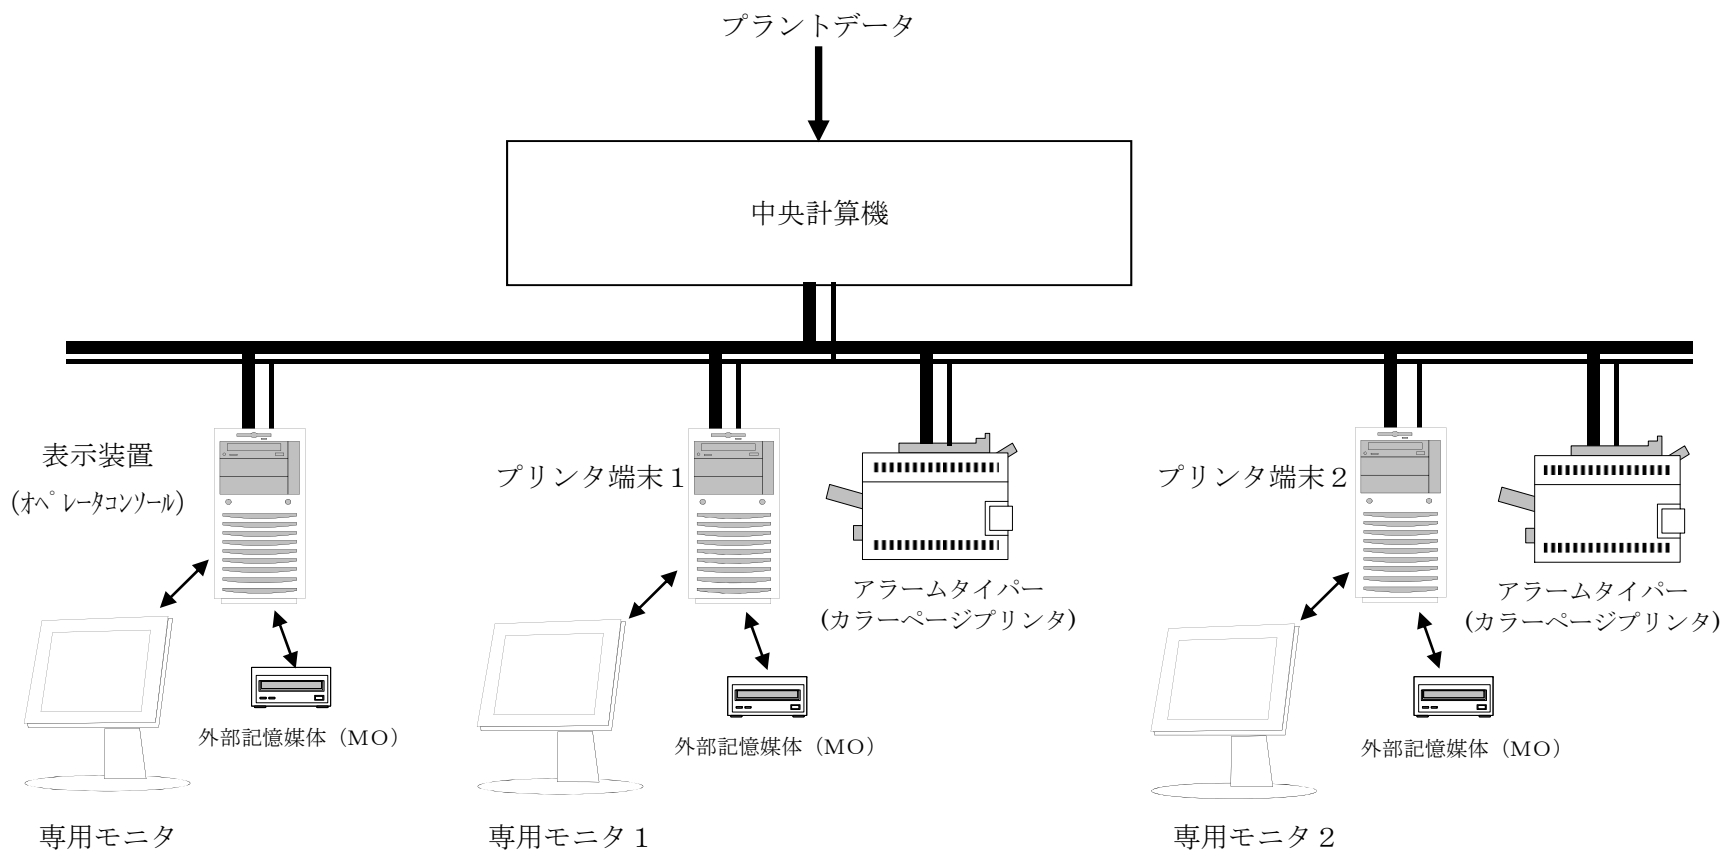 プラントデータ
中央計算機
表示装置
(ｵﾍﾟﾚｰﾀｺﾝｿｰﾙ)
プリンタ端末１
プリンタ端末２
アラームタイパー
(カラーページプリンタ)
アラームタイパー
(カラーページプリンタ)
外部記憶媒体（MO）
外部記憶媒体（MO）
外部記憶媒体（MO）
専用モニタ
専用モニタ１
専用モニタ２